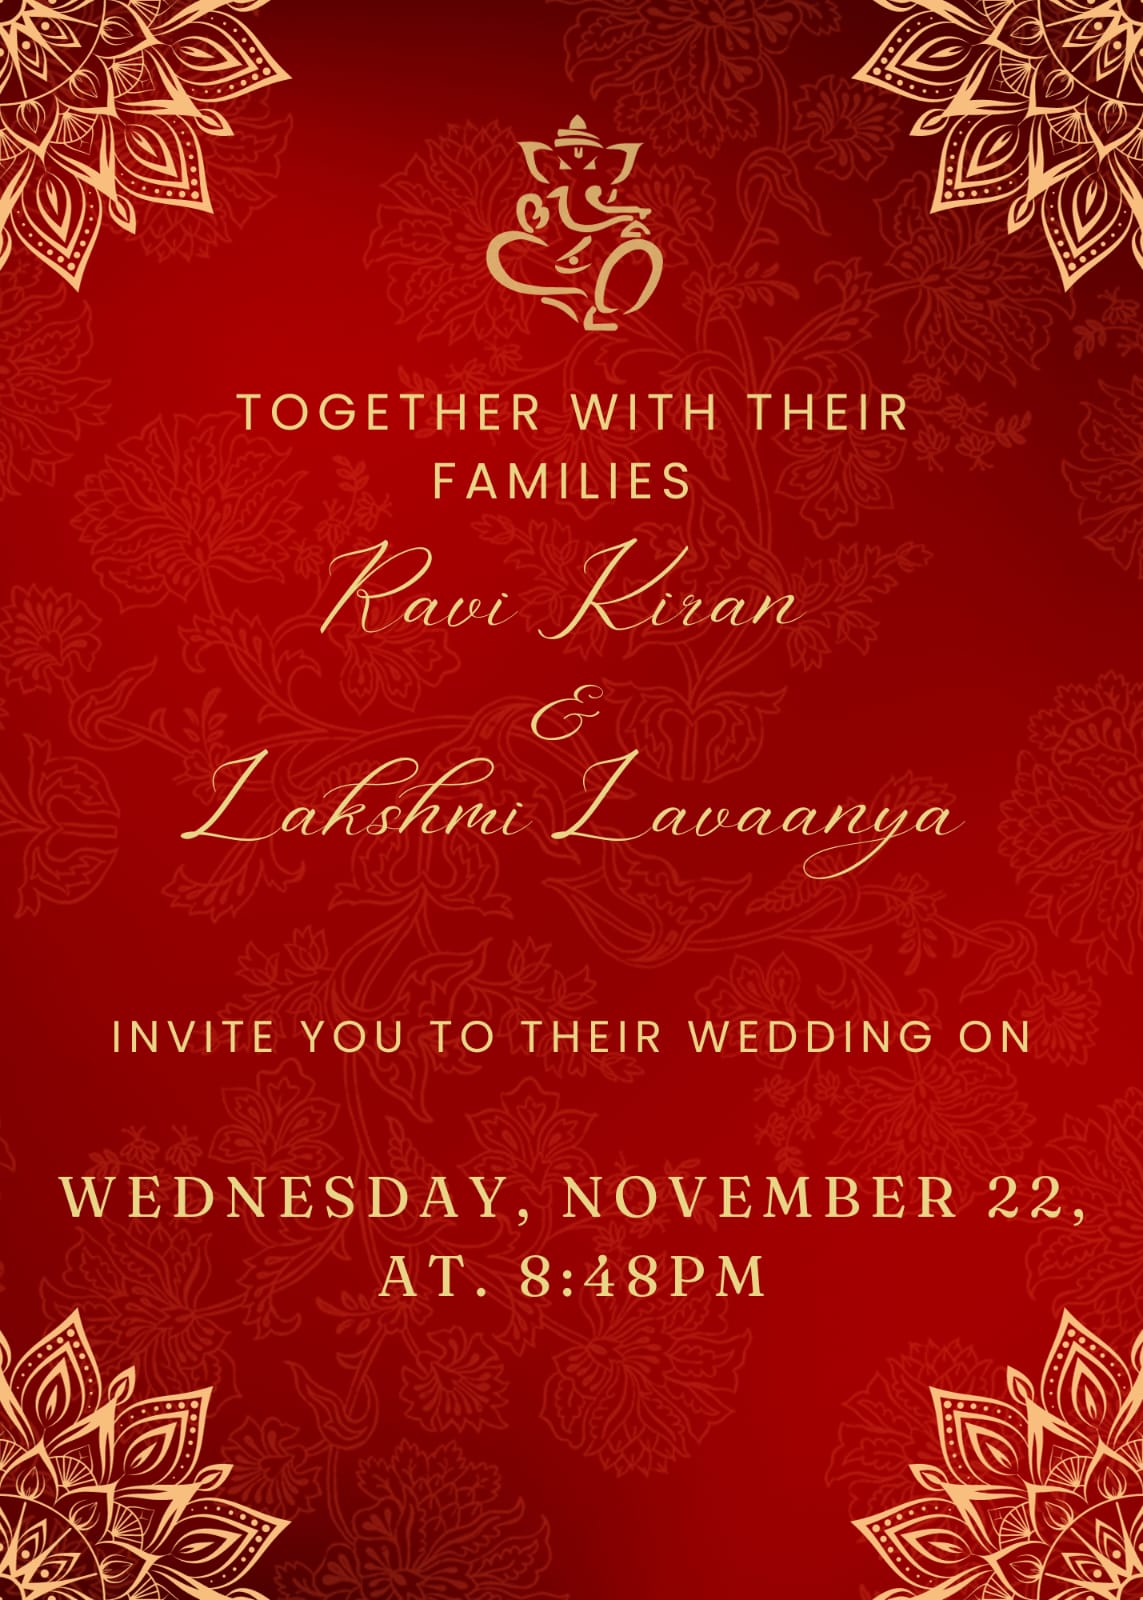 TOGETHER WITH THEIR
FAMILIES
Ravi Kiran
&
Lakshmi Lavaanya
INVITE YOU TO THEIR WEDDING ON
WEDNESDAY, NOVEMBER 22,
AT. 8:48PM